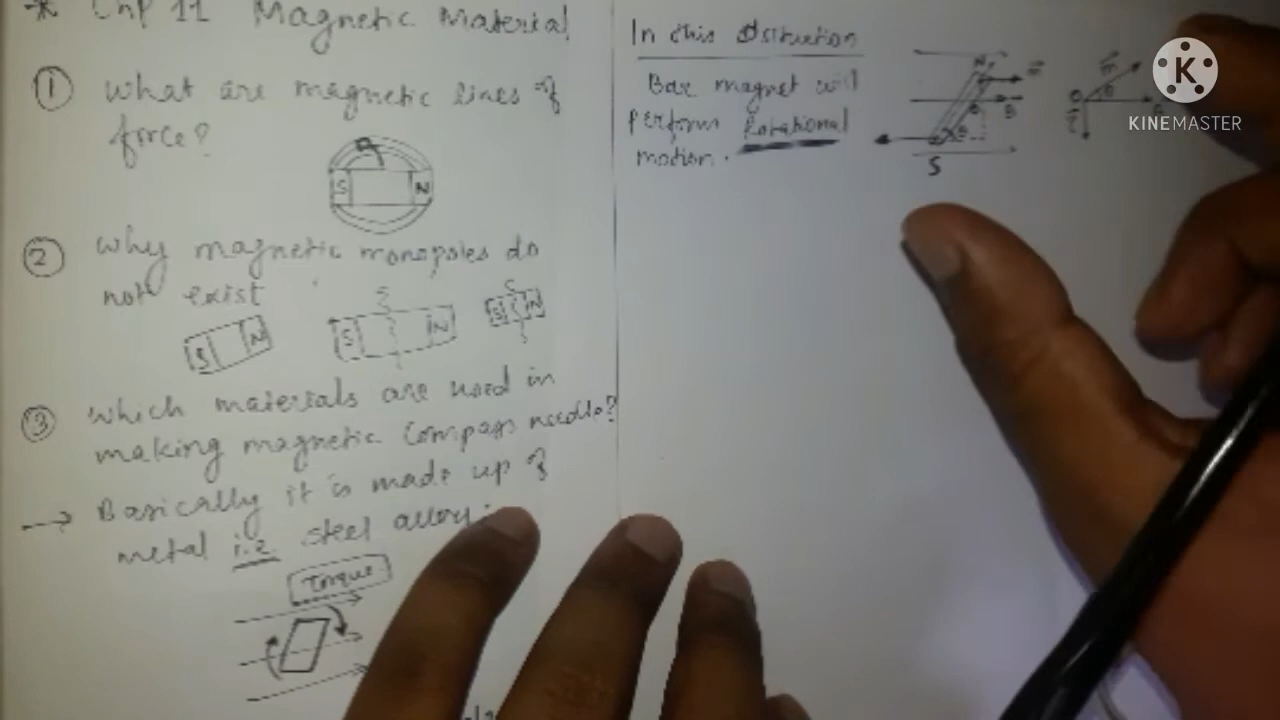 * Chp 11 Magnetic Material
① What are magnetic lines of
force?
S N
② Why magnetic monopoles do
not exist
S N S N S N
③ Which materials are used in
making magnetic Compass needle?
→ Basically it is made up of
metal i.e. steel alloy.
Torque
In this
Bar magnet will
perform Rotational
motion.
N
S
KINEMASTER